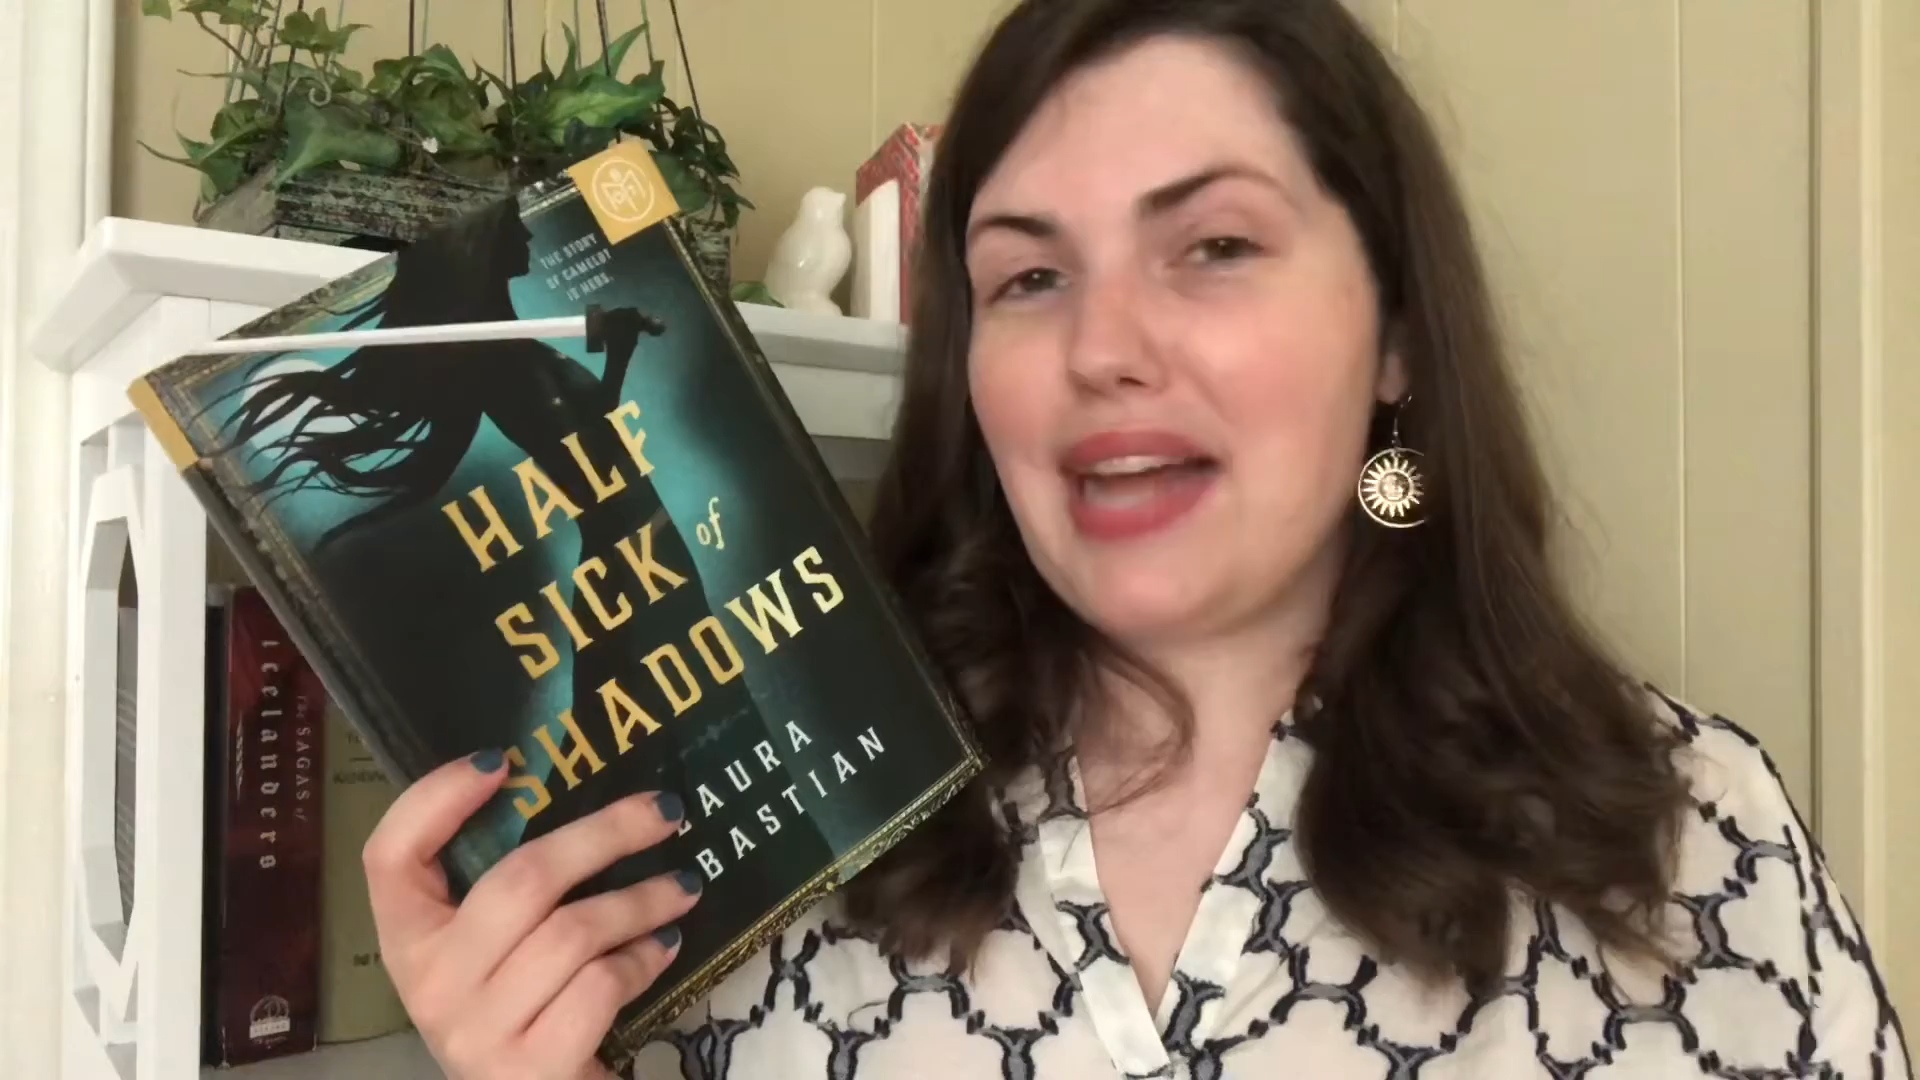 THE STORY
OF CAMELOT
IS HERS.
HALF
SICK of
SHADOWS
LAURA
BASTIAN
the SAGAS of
icelanders